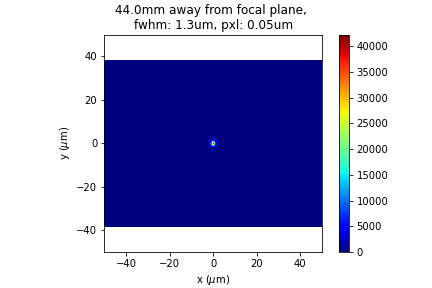 44.0mm away from focal plane,
fwhm: 1.3um, pxl: 0.05um
40
20
0
−20
−40
y (μm)
−40 −20 0 20 40
x (μm)
40000
35000
30000
25000
20000
15000
10000
5000
0